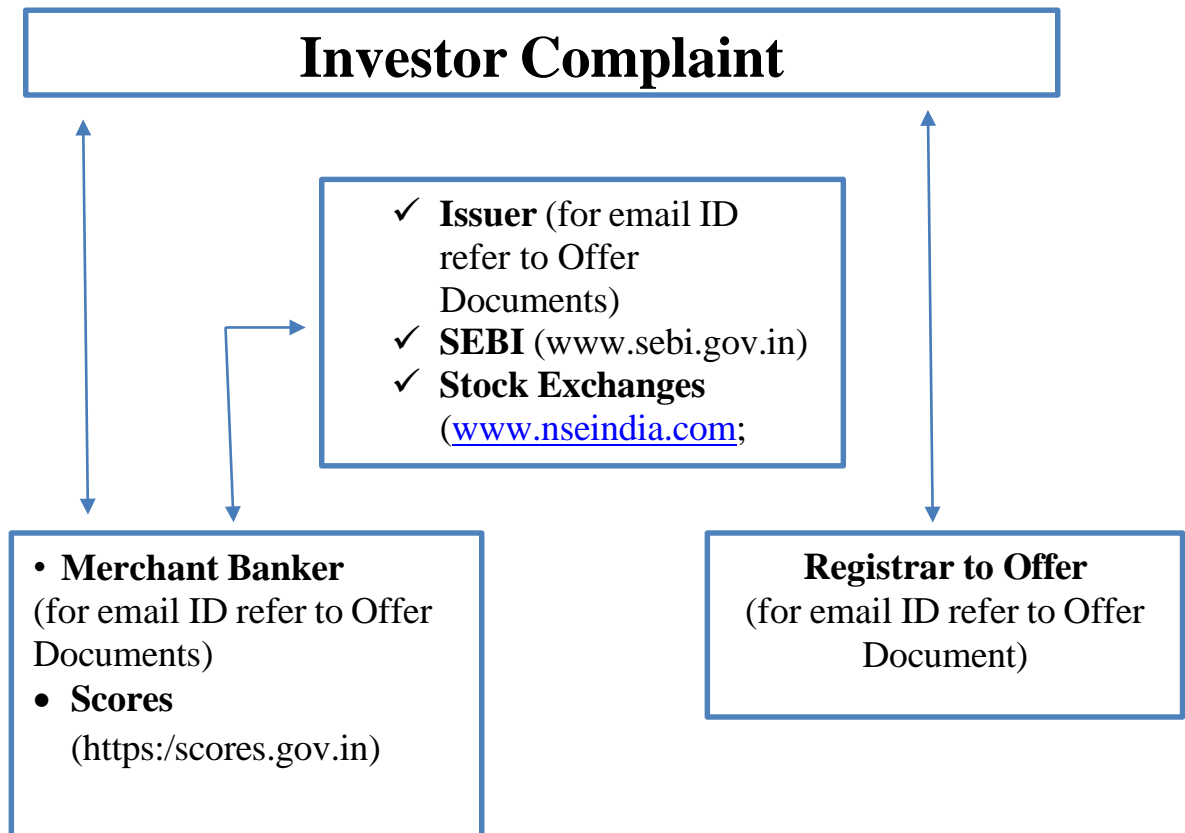 Investor Complaint
✓ Issuer (for email ID
refer to Offer
Documents)
✓ SEBI (www.sebi.gov.in)
✓ Stock Exchanges
(www.nseindia.com;
• Merchant Banker
(for email ID refer to Offer
Documents)
• Scores
(https:/scores.gov.in)
Registrar to Offer
(for email ID refer to Offer
Document)